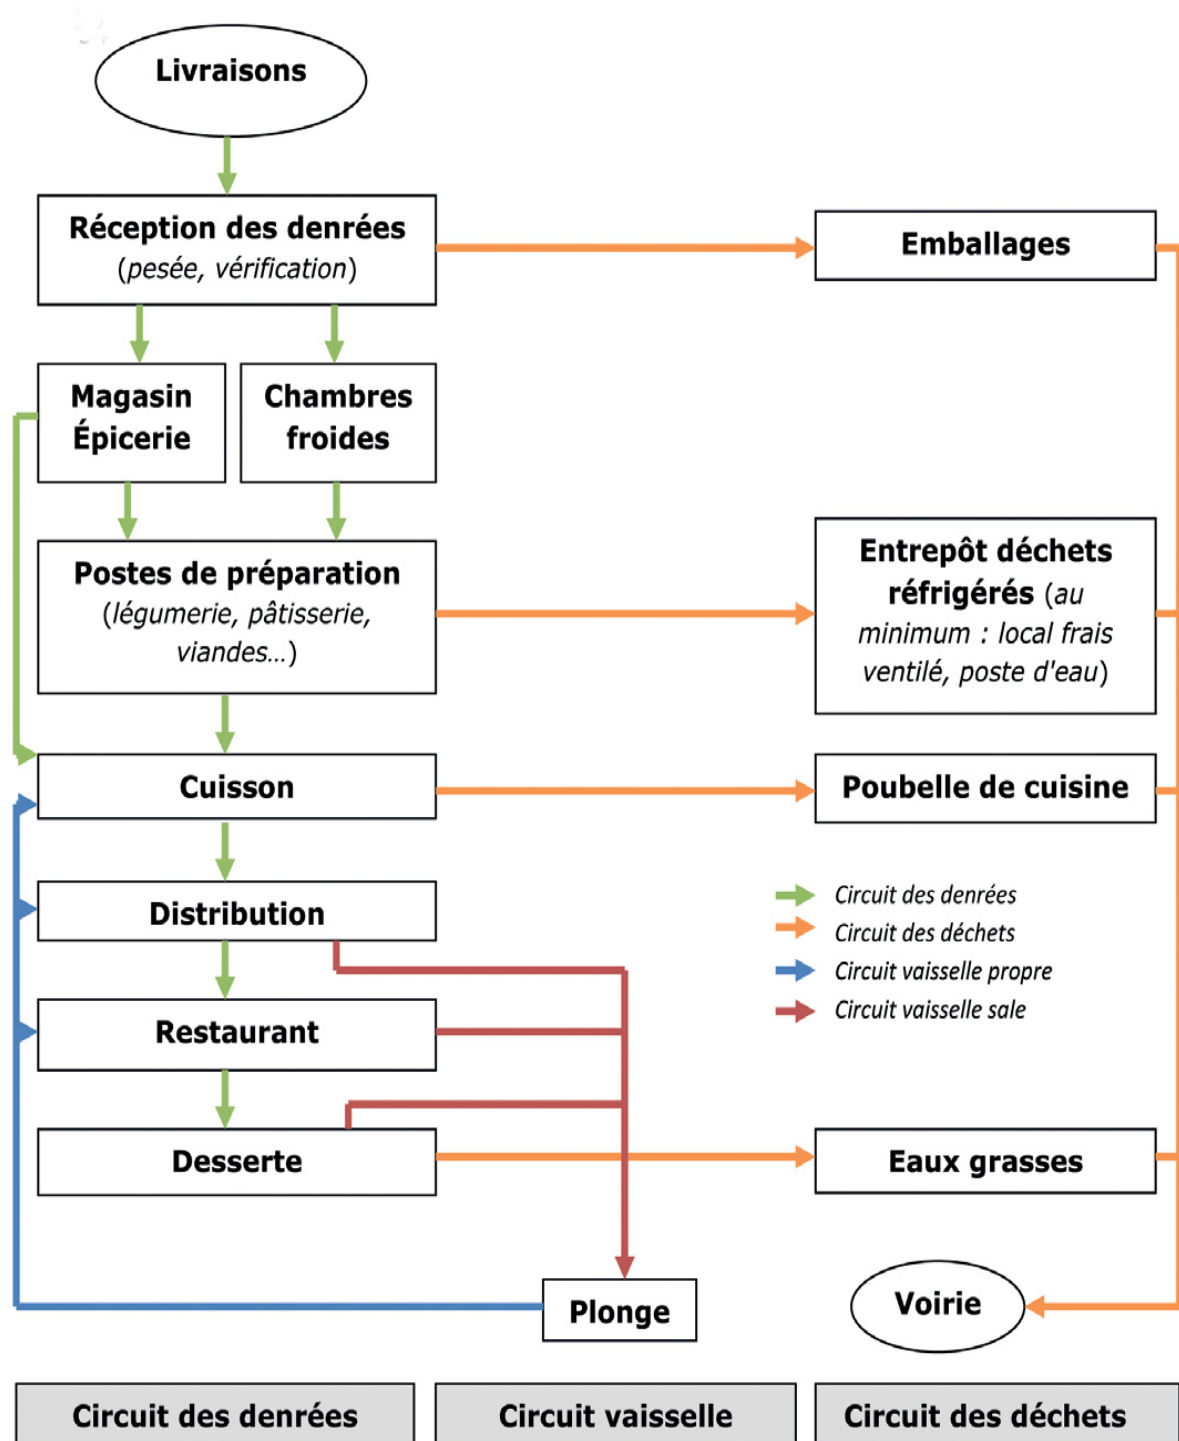 Livraisons
Réception des denrées
(pesée, vérification)
Emballages
Magasin
Épicerie
Chambres
froides
Postes de préparation
(légumerie, pâtisserie,
viandes...)
Entrepôt déchets
réfrigérés (au
minimum : local frais
ventilé, poste d'eau)
Cuisson
Poubelle de cuisine
Distribution
Circuit des denrées
Circuit des déchets
Circuit vaisselle propre
Circuit vaisselle sale
Restaurant
Desserte
Eaux grasses
Plonge
Voirie
Circuit des denrées
Circuit vaisselle
Circuit des déchets